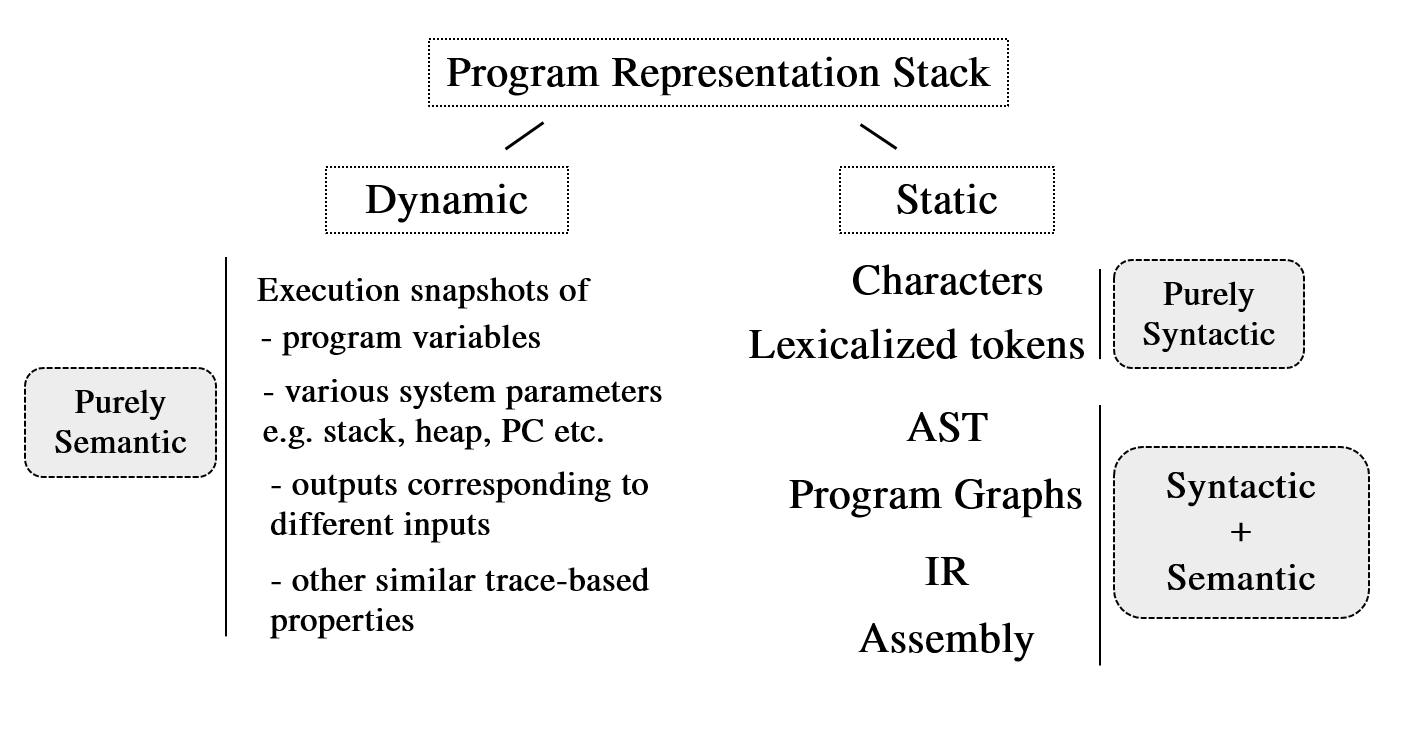 Program Representation Stack
Dynamic
Static
Purely
Semantic
Execution snapshots of
- program variables
- various system parameters
e.g. stack, heap, PC etc.
- outputs corresponding to
different inputs
- other similar trace-based
properties
Characters
Lexicalized tokens
AST
Program Graphs
IR
Assembly
Purely
Syntactic
Syntactic
+
Semantic